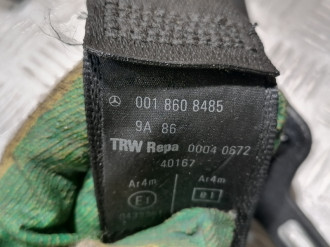 001 860 8485
9A 86
TRW Repa 0004 0672
40167
Ar4m Ar4m
E1 e1